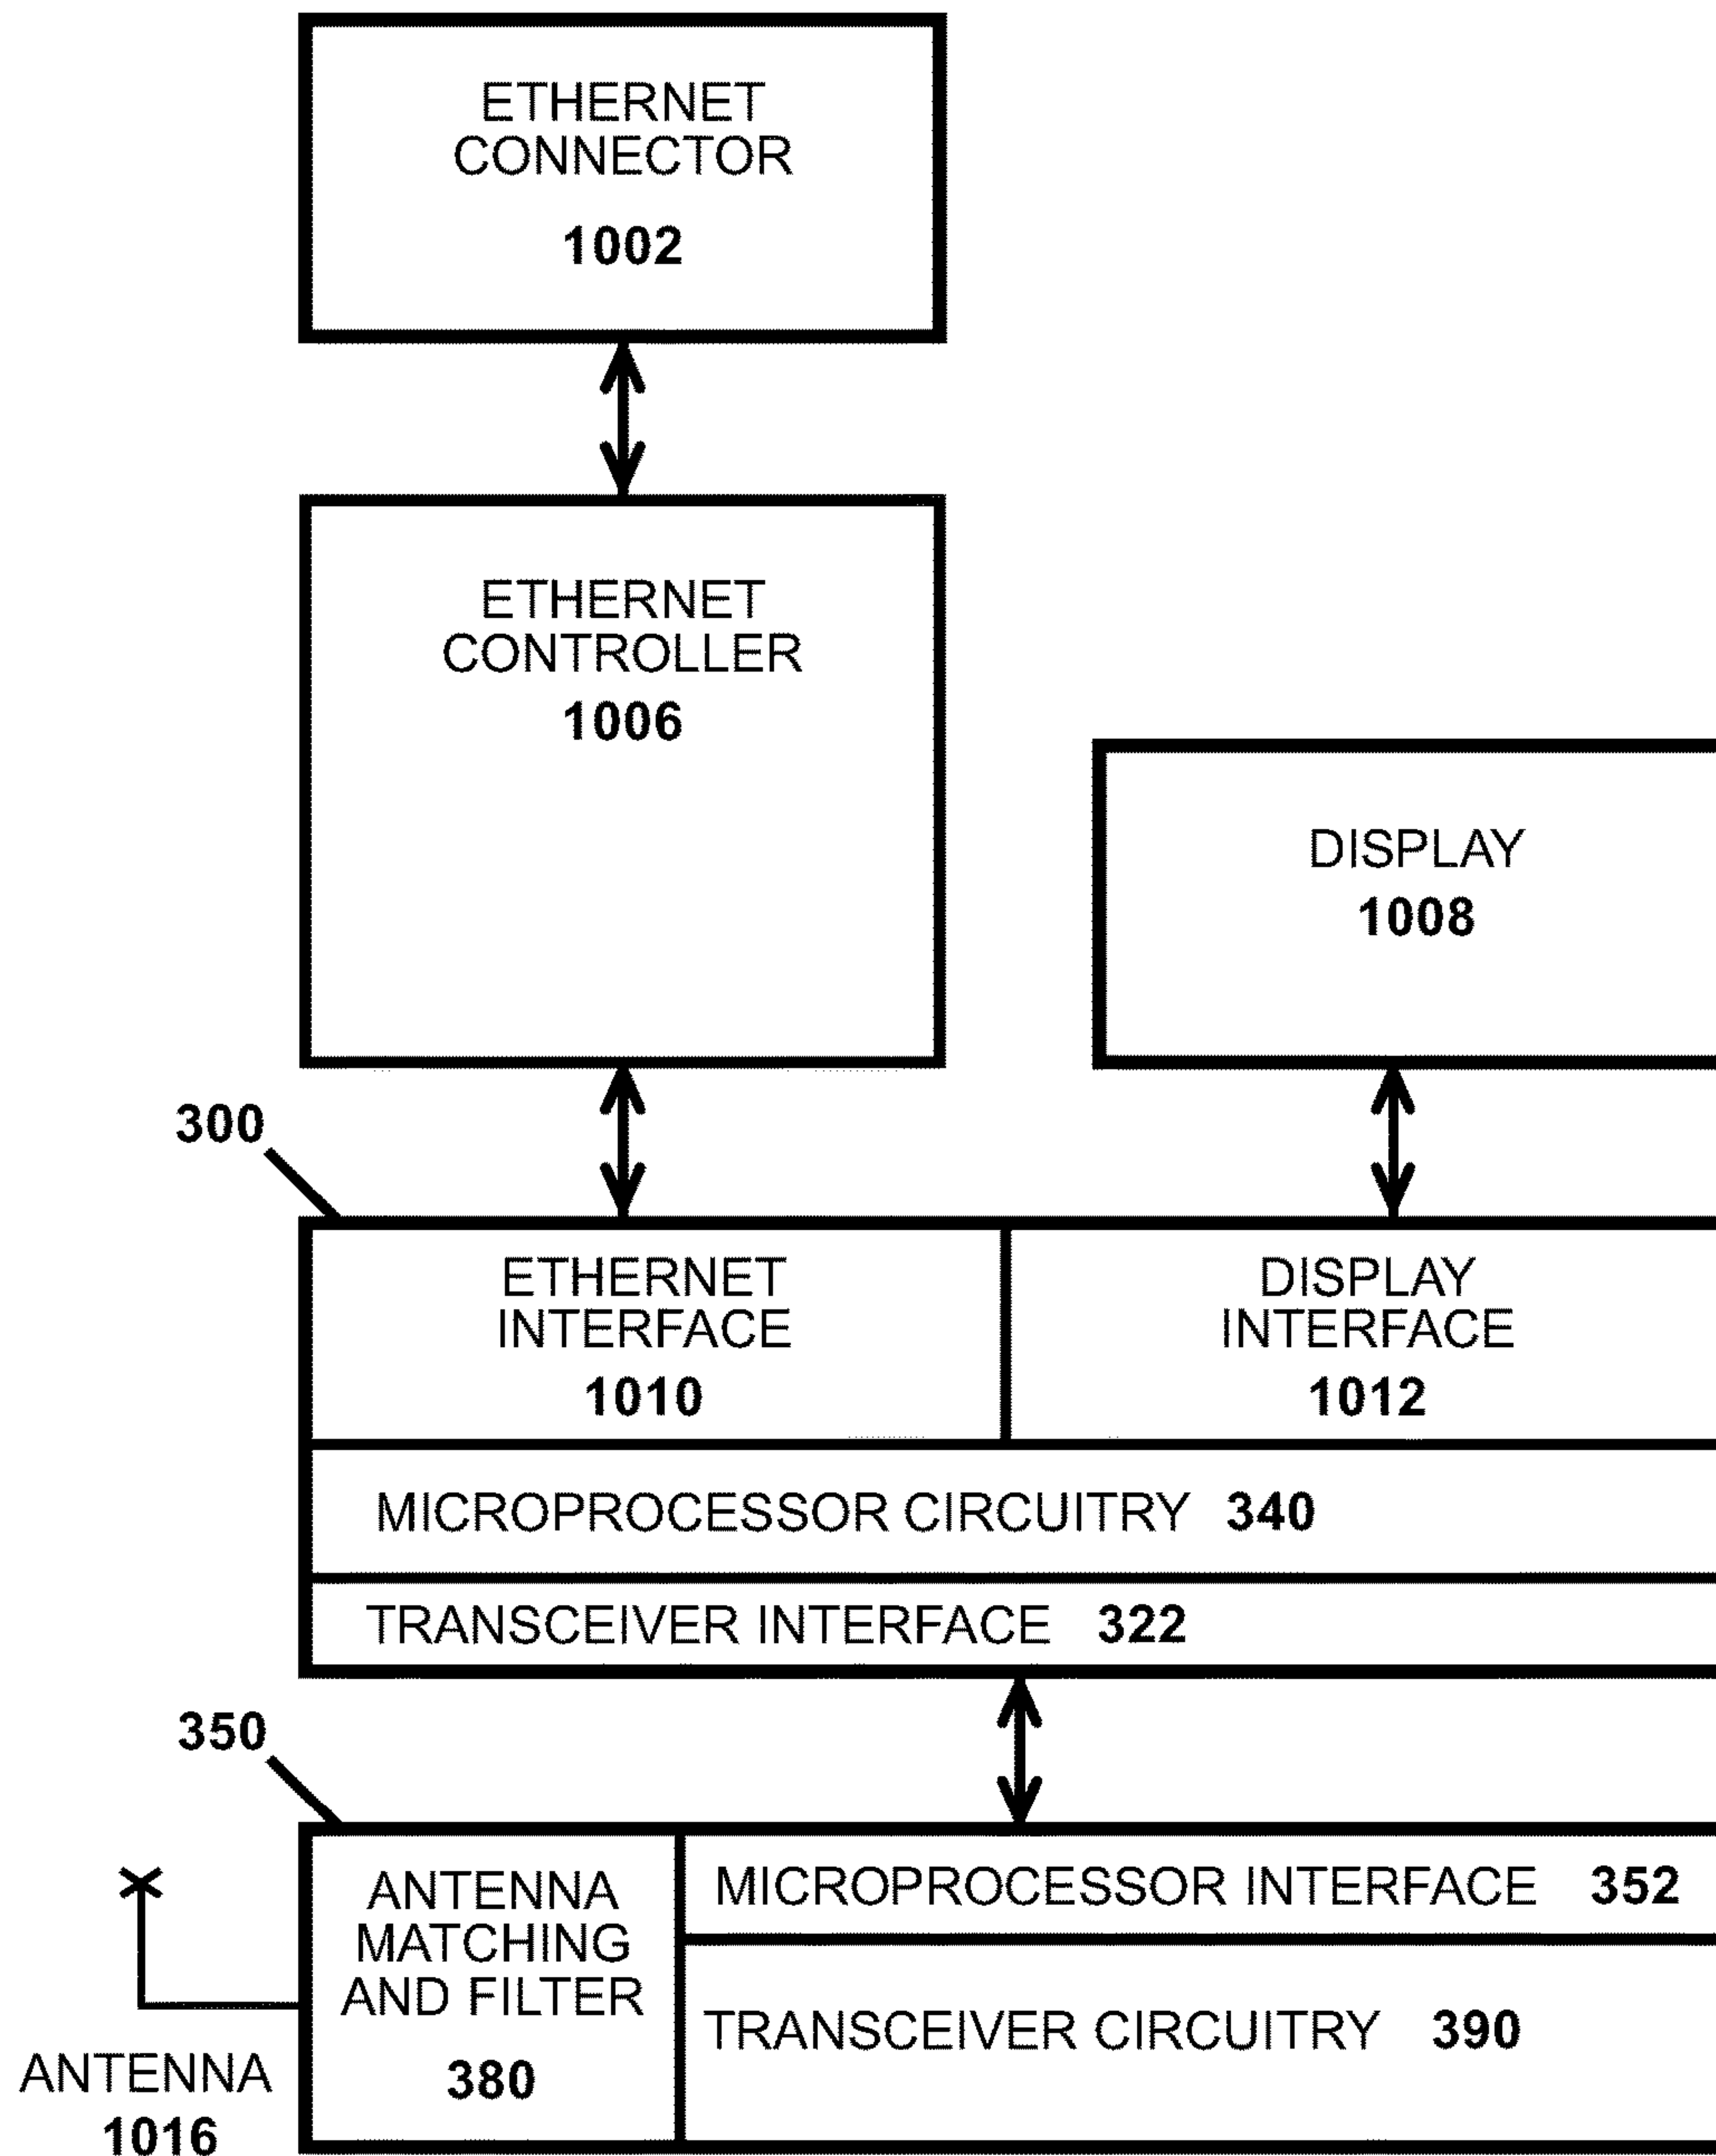 ETHERNET
CONNECTOR
1002
ETHERNET
CONTROLLER
1006
DISPLAY
1008
300
ETHERNET
INTERFACE
1010
DISPLAY
INTERFACE
1012
MICROPROCESSOR CIRCUITRY 340
TRANSCEIVER INTERFACE 322
350
ANTENNA
MATCHING
AND FILTER
380
MICROPROCESSOR INTERFACE 352
TRANSCEIVER CIRCUITRY 390
ANTENNA
1016